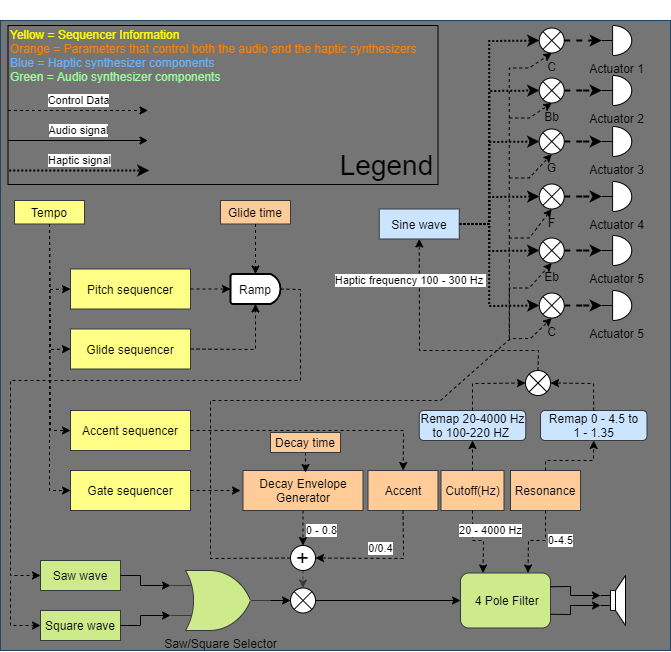 Yellow = Sequencer Information
Orange = Parameters that control both the audio and the haptic synthesizers
Blue = Haptic synthesizer components
Green = Audio synthesizer components
Control Data
Audio signal
Haptic signal
Legend
C
Actuator 1
Bb
Actuator 2
G
Actuator 3
F
Actuator 4
Eb
Actuator 5
C
Actuator 5
Tempo
Glide time
Sine wave
Pitch sequencer
Ramp
Haptic frequency 100 - 300 Hz
Glide sequencer
Accent sequencer
Decay time
Remap 20-4000 Hz
to 100-220 HZ
Remap 0 - 4.5 to
1 - 1.35
Gate sequencer
Decay Envelope
Generator
Accent
Cutoff(Hz)
Resonance
0 - 0.8
20 - 4000 Hz
0/0.4
0-4.5
+
Saw wave
Square wave
Saw/Square Selector
4 Pole Filter